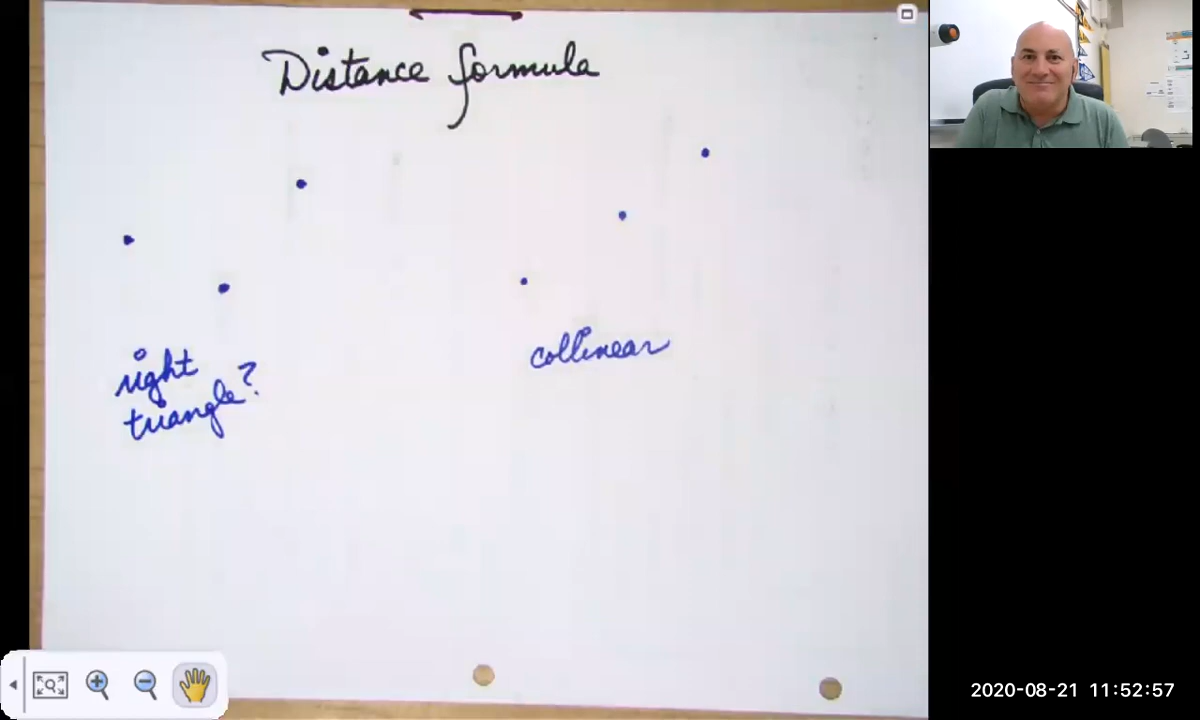 Distance formula
right
triangle?
collinear
2020-08-21 11:52:57